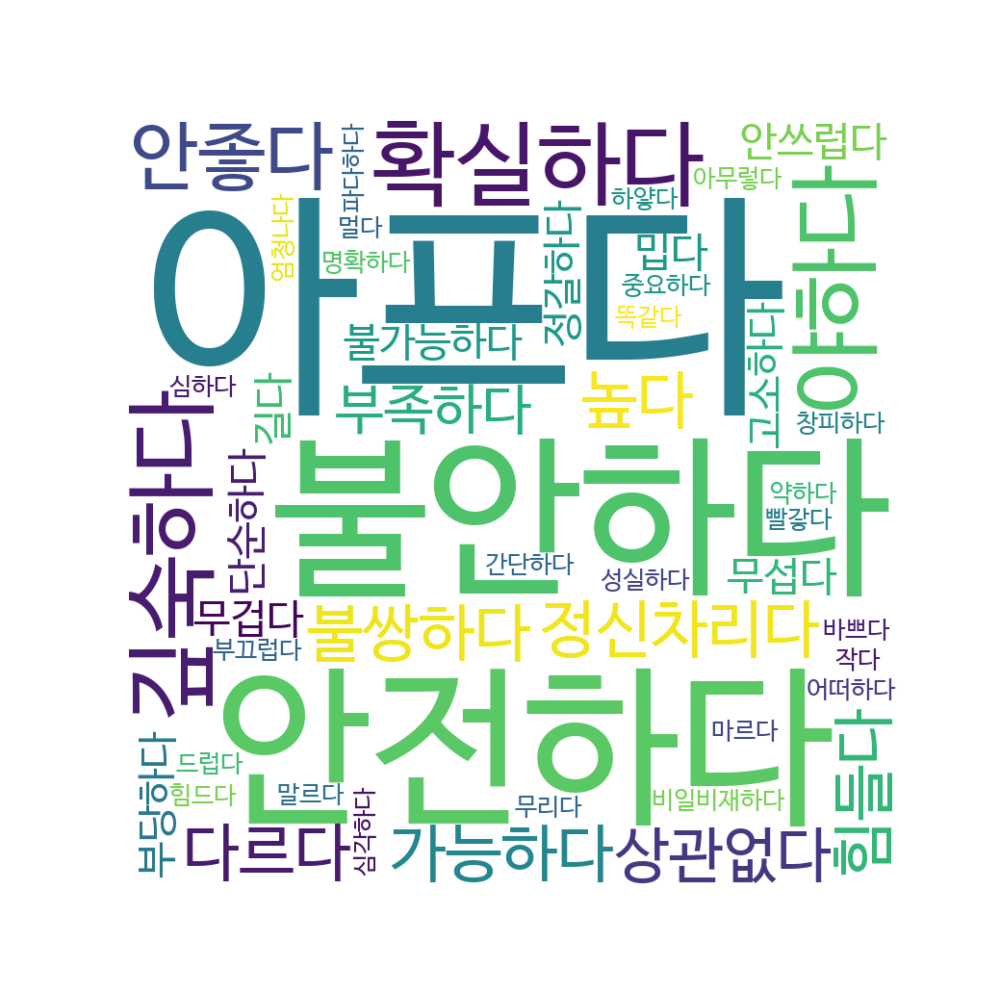 안좋다
파다하다
확실하다
안쓰럽다
아무렇다
하얗다
야하다
아프다
엄청나다
멀다
명확하다
정갈하다
밉다
중요하다
똑같다
불가능하다
고소하다
심하다
길다
부족하다
높다
창피하다
깊숙하다
단순하다
불안하다
약하다
빨갛다
간단하다
성실하다
무섭다
무겁다
불쌍하다
정신차리다
바쁘다
부끄럽다
작다
어떠하다
안전하다
마르다
힘들다
부당하다
드럽다
힘드다
말르다
무리다
비일비재하다
다르다
심각하다
가능하다
상관없다